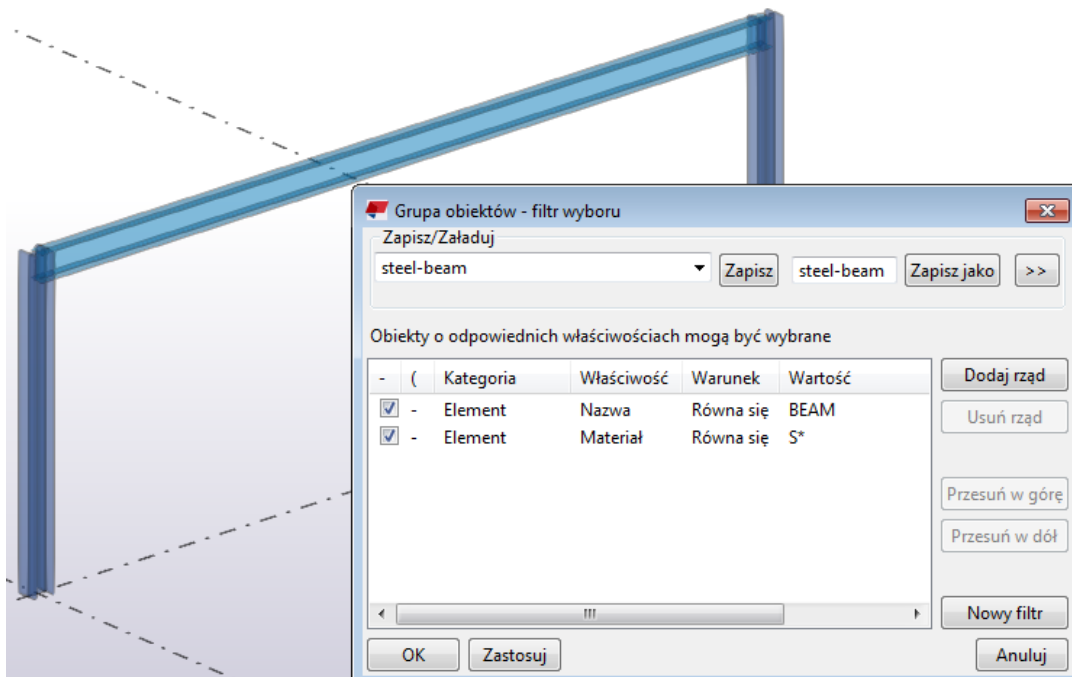 Grupa obiektów - filtr wyboru
Zapisz/Załaduj
steel-beam Zapisz steel-beam Zapisz jako >>
Obiekty o odpowiednich właściwościach mogą być wybrane
- ( Kategoria Właściwość Warunek Wartość Dodaj rząd
- Element Nazwa Równa się BEAM Usuń rząd
- Element Materiał Równa się S*
Przesuń w górę
Przesuń w dół
Nowy filtr
OK Zastosuj Anuluj